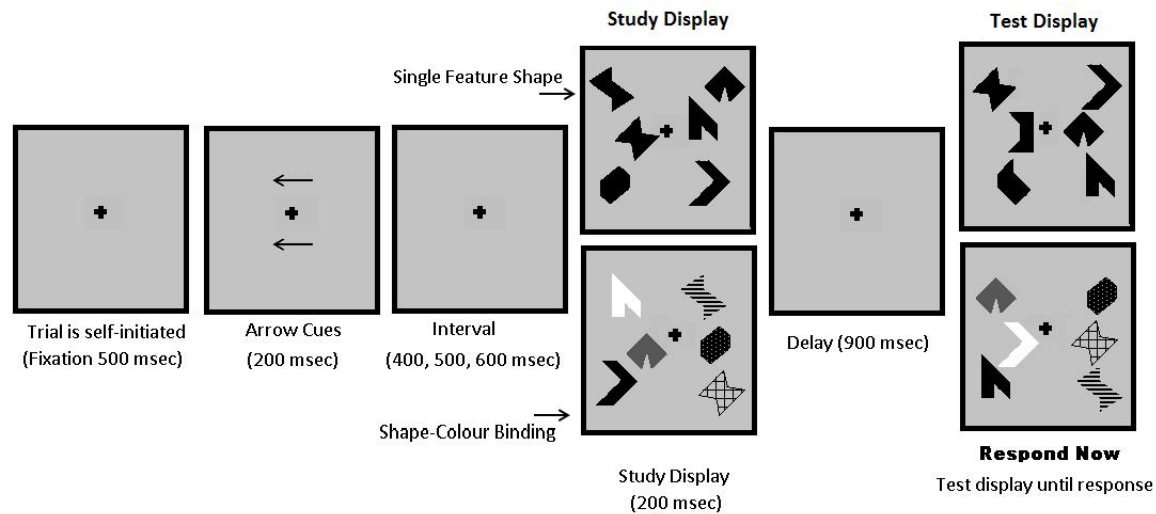 Study Display
Test Display
Single Feature Shape
Trial is self-initiated
(Fixation 500 msec)
Arrow Cues
(200 msec)
Interval
(400, 500, 600 msec)
Delay (900 msec)
Shape-Colour Binding
Study Display
(200 msec)
Respond Now
Test display until response